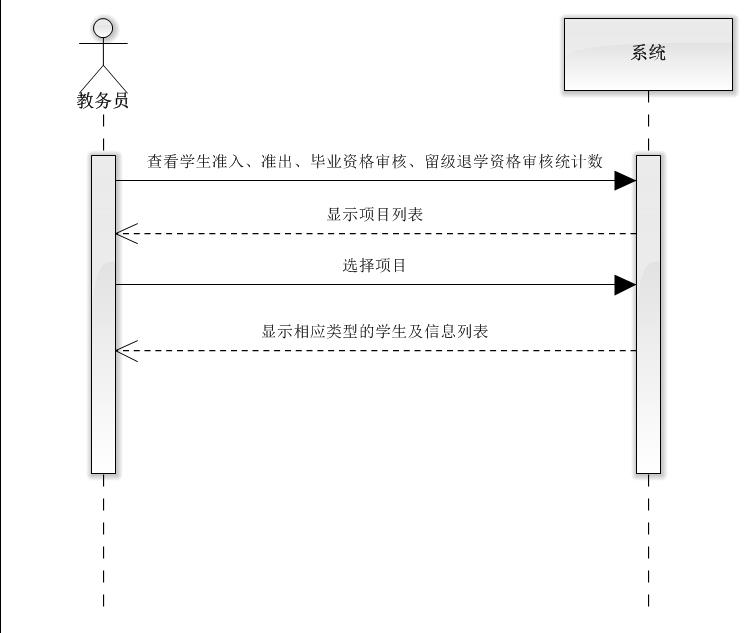 系统
教务员
查看学生准入、准出、毕业资格审核、留级退学资格审核统计数
显示项目列表
选择项目
显示相应类型的学生及信息列表